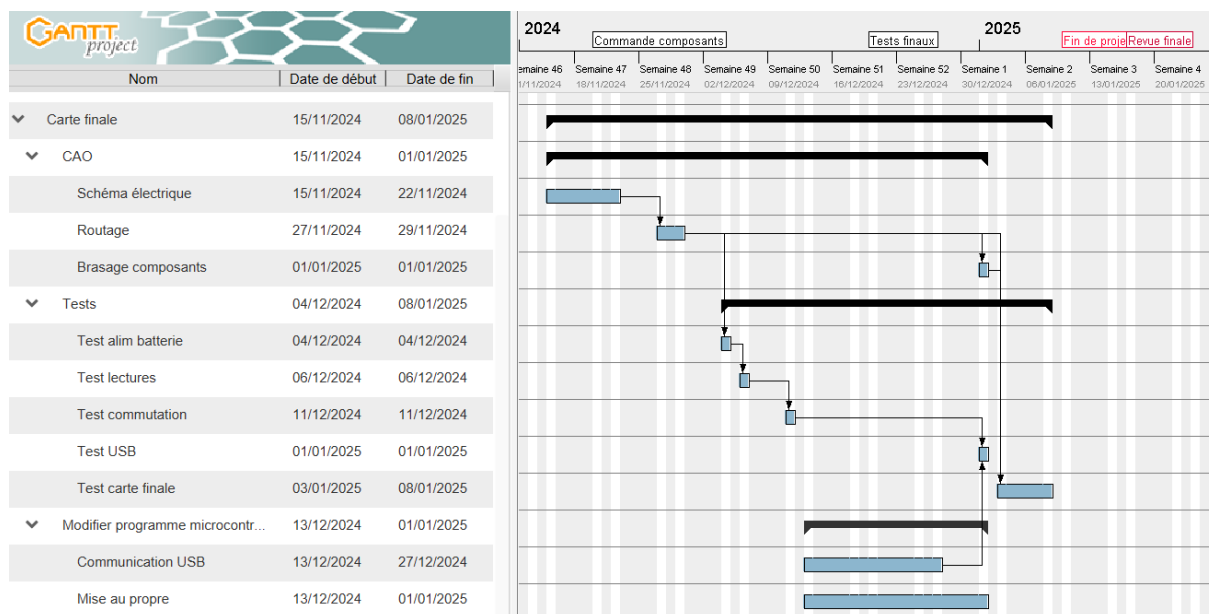 GANTT
project
2024
2025
Commande composants
Tests finaux
Fin de proje
Revue finale
Nom Date de début Date de fin
emaine 46 Semaine 47 Semaine 48 Semaine 49 Semaine 50 Semaine 51 Semaine 52 Semaine 1 Semaine 2 Semaine 3 Semaine 4
1/11/2024 18/11/2024 25/11/2024 02/12/2024 09/12/2024 16/12/2024 23/12/2024 30/12/2024 06/01/2025 13/01/2025 20/01/2025
Carte finale 15/11/2024 08/01/2025
CAO 15/11/2024 01/01/2025
Schéma électrique 15/11/2024 22/11/2024
Routage 27/11/2024 29/11/2024
Brasage composants 01/01/2025 01/01/2025
Tests 04/12/2024 08/01/2025
Test alim batterie 04/12/2024 04/12/2024
Test lectures 06/12/2024 06/12/2024
Test commutation 11/12/2024 11/12/2024
Test USB 01/01/2025 01/01/2025
Test carte finale 03/01/2025 08/01/2025
Modifier programme microcontr... 13/12/2024 01/01/2025
Communication USB 13/12/2024 27/12/2024
Mise au propre 13/12/2024 01/01/2025